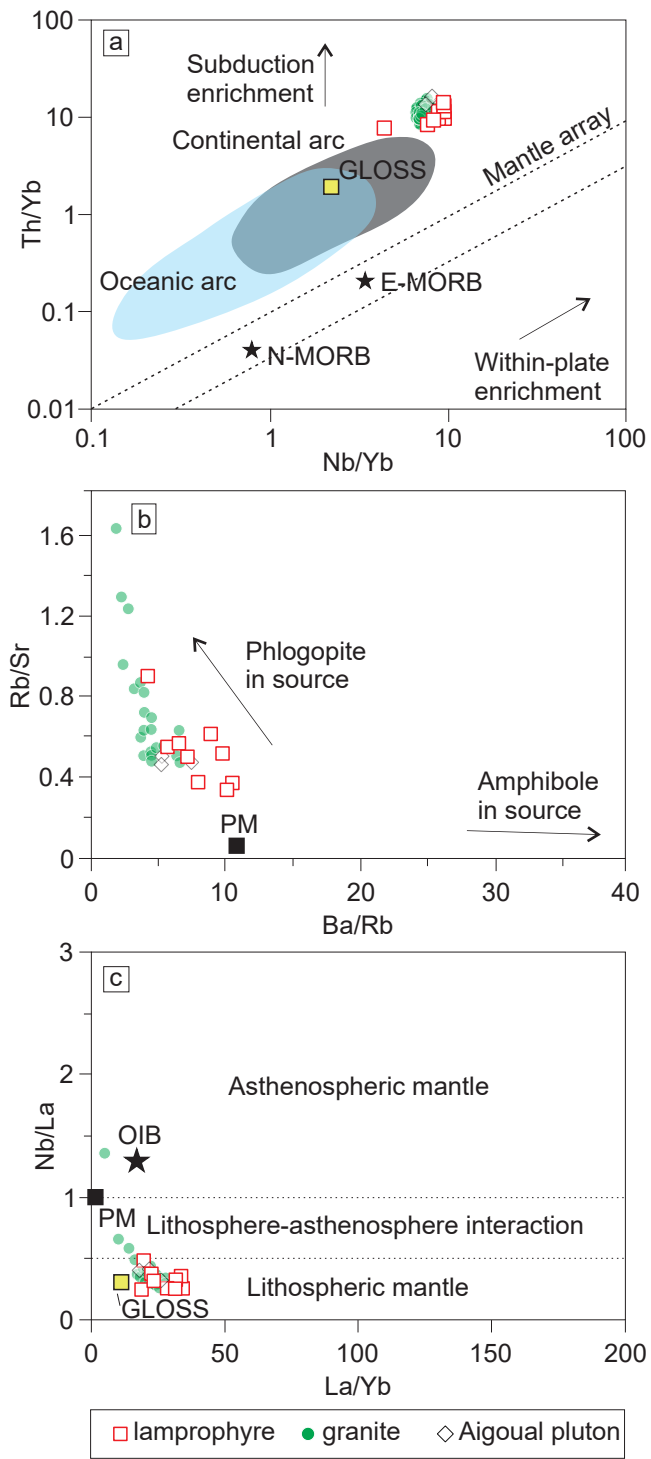 a
100
10
1
0.1
0.01
Th/Yb
Subduction
enrichment
Continental arc
GLOSS
Mantle array
Oceanic arc
E-MORB
N-MORB
Within-plate
enrichment
0.1
1
10
100
Nb/Yb
b
1.6
1.2
0.8
0.4
0
Rb/Sr
Phlogopite
in source
Amphibole
in source
PM
0
10
20
30
40
Ba/Rb
c
3
2
1
0
Nb/La
Asthenospheric mantle
OIB
PM
Lithosphere-asthenosphere interaction
Lithospheric mantle
GLOSS
0
50
100
150
200
La/Yb
lamprophyre granite Aigoual pluton